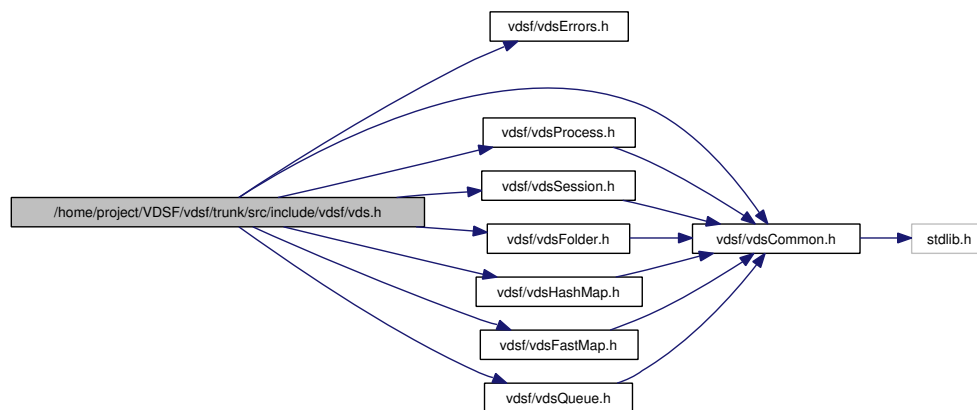 vdsf/vdsErrors.h
vdsf/vdsProcess.h
vdsf/vdsSession.h
/home/project/VDSF/vdsf/trunk/src/include/vdsf/vds.h
vdsf/vdsFolder.h
vdsf/vdsCommon.h
stdlib.h
vdsf/vdsHashMap.h
vdsf/vdsFastMap.h
vdsf/vdsQueue.h